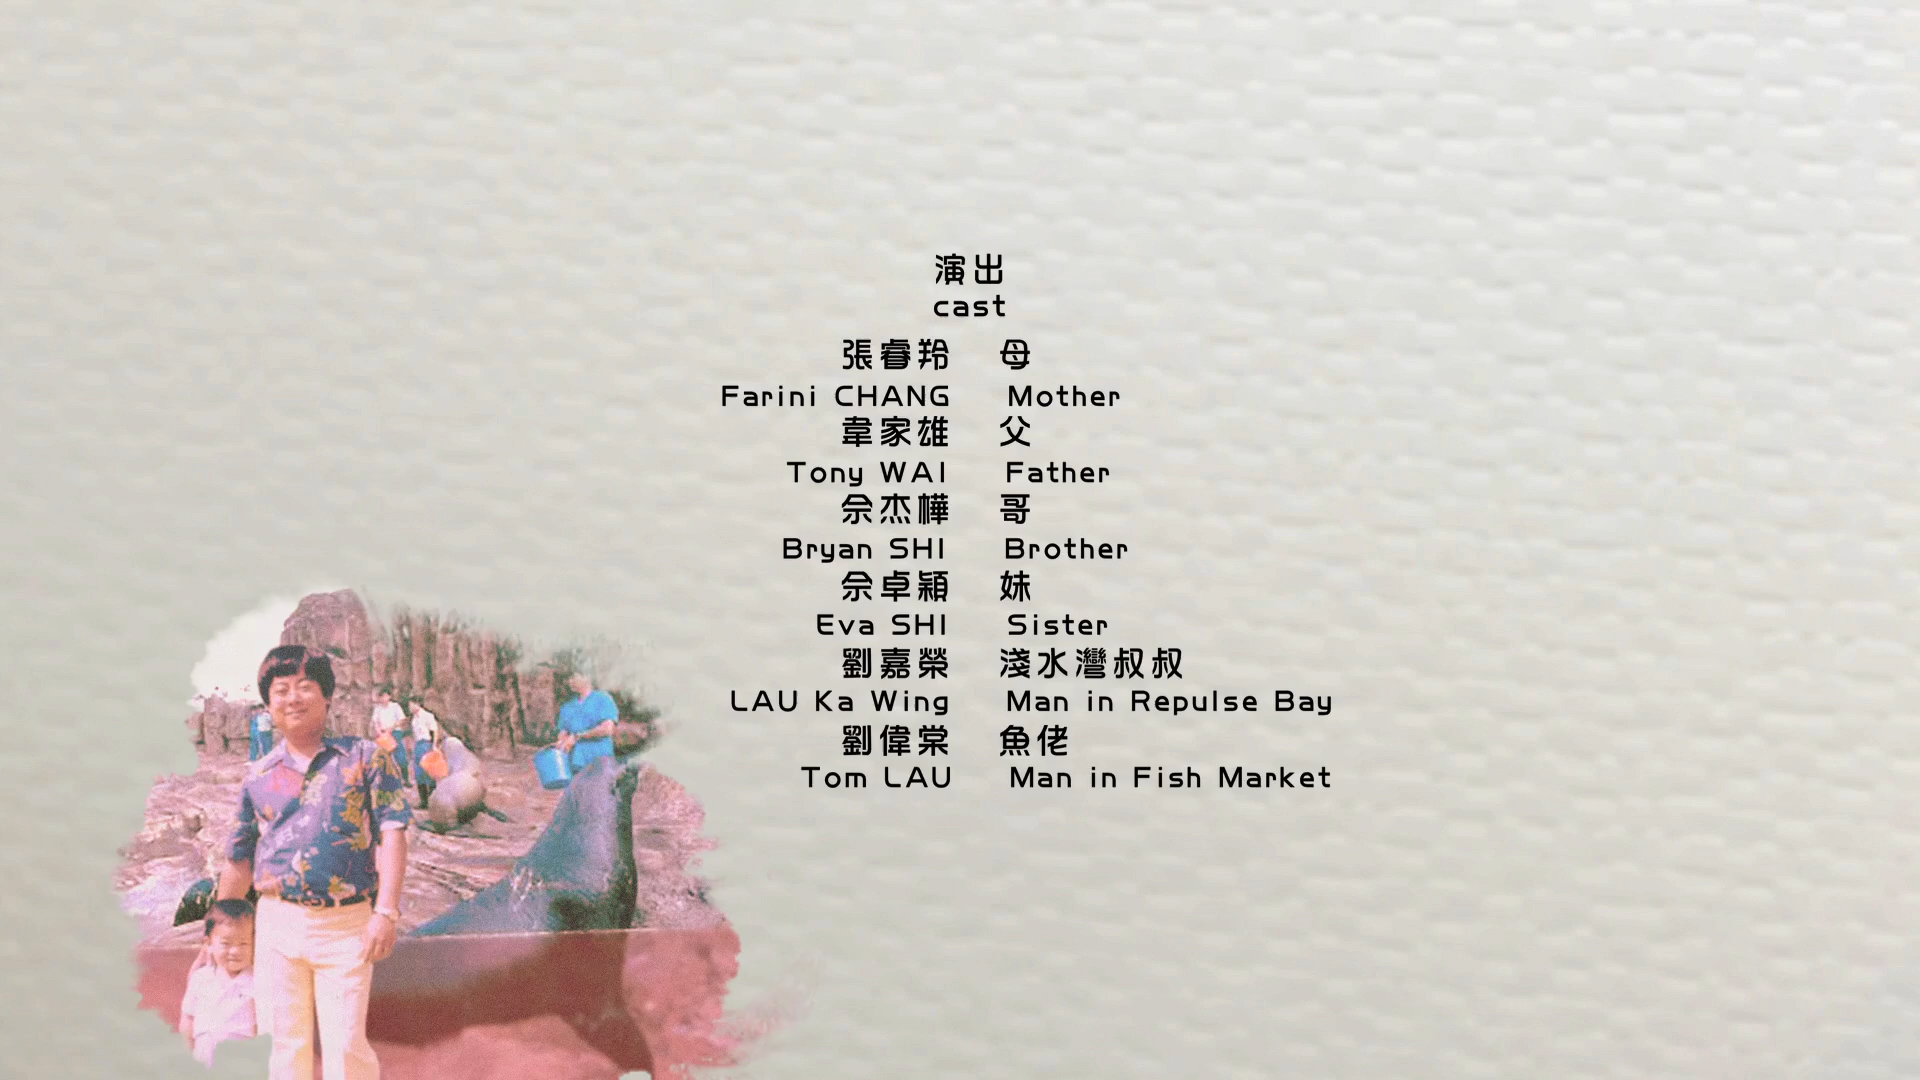 演出
cast
張睿羚 母
Farini CHANG Mother
韋家雄 父
Tony WAI Father
佘杰樺 哥
Bryan SHI Brother
佘卓穎 妹
Eva SHI Sister
劉嘉榮 淺水灣叔叔
LAU Ka Wing Man in Repulse Bay
劉偉棠 魚佬
Tom LAU Man in Fish Market